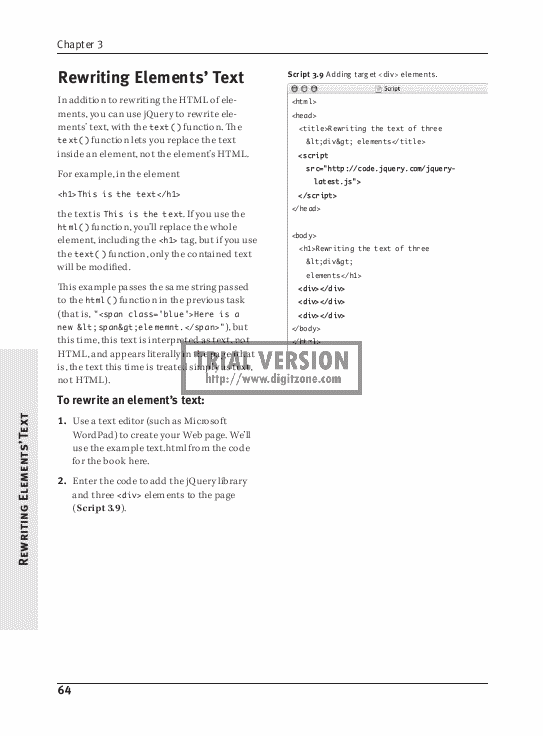 Chapter 3
Rewriting Elements’ Text
In addition to rewriting the HTML of ele-
ments, you can use jQuery to rewrite ele-
ments’ text, with the text() function. The
text() function lets you replace the text
inside an element, not the element’s HTML.
For example, in the element
<h1>This is the text</h1>
the text is This is the text. If you use the
html() function, you’ll replace the whole
element, including the <h1> tag, but if you use
the text() function, only the contained text
will be modified.
This example passes the same string passed
to the html() function in the previous task
(that is, "<span class='blue'>Here is a
new &lt;span&gt;elememnt.</span>"), but
this time, this text is interpreted as text, not
HTML, and appears literally in the page (that
is, the text this time is treated simply as text,
not HTML).
To rewrite an element’s text:
1. Use a text editor (such as Microsoft
WordPad) to create your Web page. We’ll
use the example text.html from the code
for the book here.
2. Enter the code to add the jQuery library
and three <div> elements to the page
(Script 3.9).
Script 3.9 Adding target <div> elements.
Script
<html>
<head>
<title>Rewriting the text of three
&lt;div&gt; elements</title>
<script
src="http://code.jquery.com/jquery-
latest.js">
</script>
</head>
<body>
<h1>Rewriting the text of three
&lt;div&gt;
elements</h1>
<div></div>
<div></div>
<div></div>
</body>
</html>
TRIAL VERSION
http://www.digitzone.com
Rewriting Elements’ Text
64